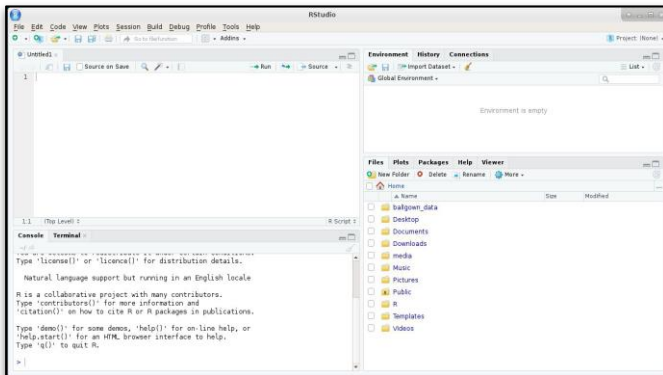 RStudio
File Edit Code View Plots Session Build Debug Profile Tools Help
Go to file/function
Addins
Project: (None)
Untitled1
Source on Save
Run
Source
1
1:1
(Top Level)
R Script
Console Terminal
Type 'license()' or 'licence()' for distribution details.
Natural language support but running in an English locale
R is a collaborative project with many contributors.
Type 'contributors()' for more information and
'citation()' on how to cite R or R packages in publications.
Type 'demo()' for some demos, 'help()' for on-line help, or
'help.start()' for an HTML browser interface to help.
Type 'q()' to quit R.
>
Environment History Connections
Import Dataset
List
Global Environment
Environment is empty
Files Plots Packages Help Viewer
New Folder Delete Rename More
Home
Name Size Modified
ballgown_data
Desktop
Documents
Downloads
media
Music
Pictures
Public
R
Templates
Videos